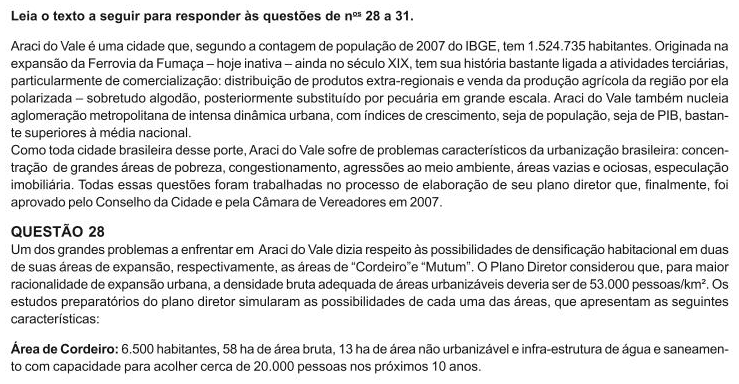 Leia o texto a seguir para responder às questões de nºs 28 a 31.
Araci do Vale é uma cidade que, segundo a contagem de população de 2007 do IBGE, tem 1.524.735 habitantes. Originada na
expansão da Ferrovia da Fumaça – hoje inativa – ainda no século XIX, tem sua história bastante ligada a atividades terciárias,
particularmente de comercialização: distribuição de produtos extra-regionais e venda da produção agrícola da região por ela
polarizada – sobretudo algodão, posteriormente substituído por pecuária em grande escala. Araci do Vale também nucleia
aglomeração metropolitana de intensa dinâmica urbana, com índices de crescimento, seja de população, seja de PIB, bastan-
te superiores à média nacional.
Como toda cidade brasileira desse porte, Araci do Vale sofre de problemas característicos da urbanização brasileira: concen-
tração de grandes áreas de pobreza, congestionamento, agressões ao meio ambiente, áreas vazias e ociosas, especulação
imobiliária. Todas essas questões foram trabalhadas no processo de elaboração de seu plano diretor que, finalmente, foi
aprovado pelo Conselho da Cidade e pela Câmara de Vereadores em 2007.
QUESTÃO 28
Um dos grandes problemas a enfrentar em Araci do Vale dizia respeito às possibilidades de densificação habitacional em duas
de suas áreas de expansão, respectivamente, as áreas de “Cordeiro”e “Mutum”. O Plano Diretor considerou que, para maior
racionalidade de expansão urbana, a densidade bruta adequada de áreas urbanizáveis deveria ser de 53.000 pessoas/km². Os
estudos preparatórios do plano diretor simularam as possibilidades de cada uma das áreas, que apresentam as seguintes
características:
Área de Cordeiro: 6.500 habitantes, 58 ha de área bruta, 13 ha de área não urbanizável e infra-estrutura de água e saneamen-
to com capacidade para acolher cerca de 20.000 pessoas nos próximos 10 anos.